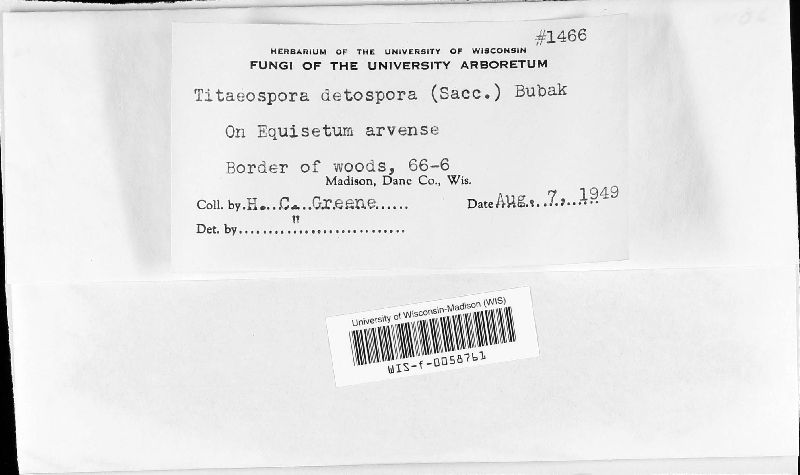 #1466
HERBARIUM OF THE UNIVERSITY OF WISCONSIN
FUNGI OF THE UNIVERSITY ARBORETUM
Titaeospora detospora (Sacc.) Bubak
On Equisetum arvense
Border of woods, 66-6
Madison, Dane Co., Wis.
Coll. by H. C. Greene Date Aug. 7, 1949
Det. by "
University of Wisconsin-Madison (WIS)
WIS-f-0058761